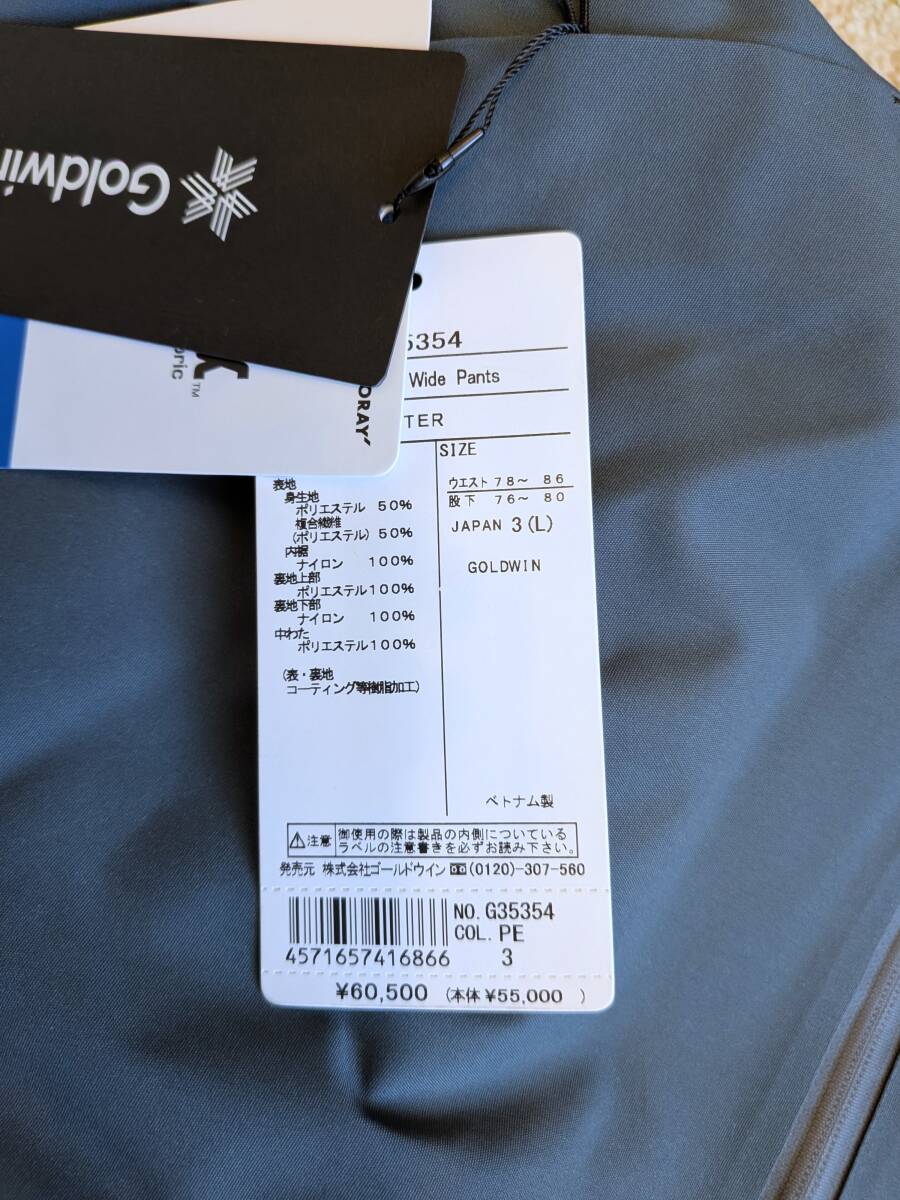 Goldwin
ORAY
K™
bric
5354
Wide Pants
TER
SIZE
ウエスト 78～ 86
股下 76～ 80
JAPAN 3(L)
GOLDWIN
表地
身生地
ポリエステル 50%
複合繊維
(ポリエステル) 50%
内裾
ナイロン 100%
裏地上部
ポリエステル100%
裏地下部
ナイロン 100%
中わた
ポリエステル100%
(表・裏地
コーティング等樹脂加工)
ベトナム製
⚠注意 御使用の際は製品の内側についている
ラベルの注意書きを必ずお読み下さい。
発売元 株式会社ゴールドウイン (0120)-307-560
NO. G35354
COL. PE
4571657416866 3
¥60,500 (本体 ¥55,000 )